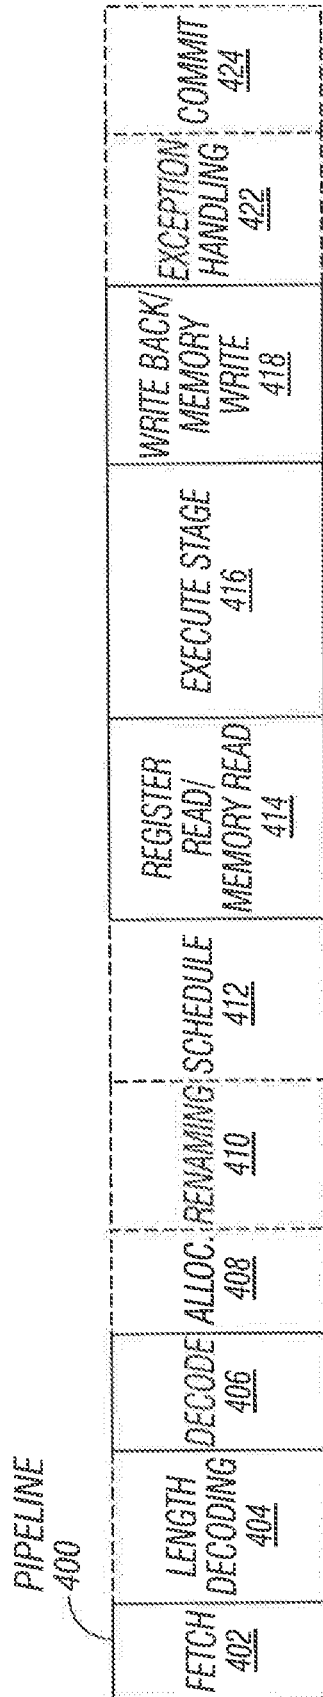 PIPELINE
400
FETCH
402
LENGTH
DECODING
404
DECODE
406
ALLOC.
408
RENAMING
410
SCHEDULE
412
REGISTER
READ/
MEMORY READ
414
EXECUTE STAGE
416
WRITE BACK/
MEMORY
WRITE
418
EXCEPTION
HANDLING
422
COMMIT
424